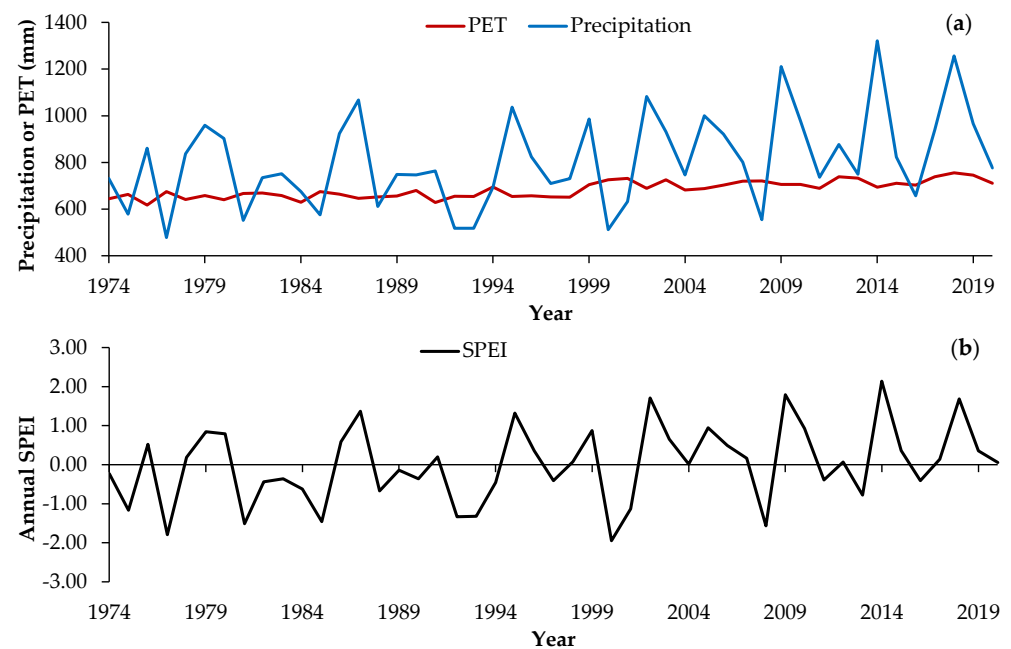 PET Precipitation (a)
Precipitation or PET (mm)
1400
1200
1000
800
600
400
1974 1979 1984 1989 1994 1999 2004 2009 2014 2019
Year
SPEI (b)
Annual SPEI
3.00
2.00
1.00
0.00
-1.00
-2.00
-3.00
1974 1979 1984 1989 1994 1999 2004 2009 2014 2019
Year